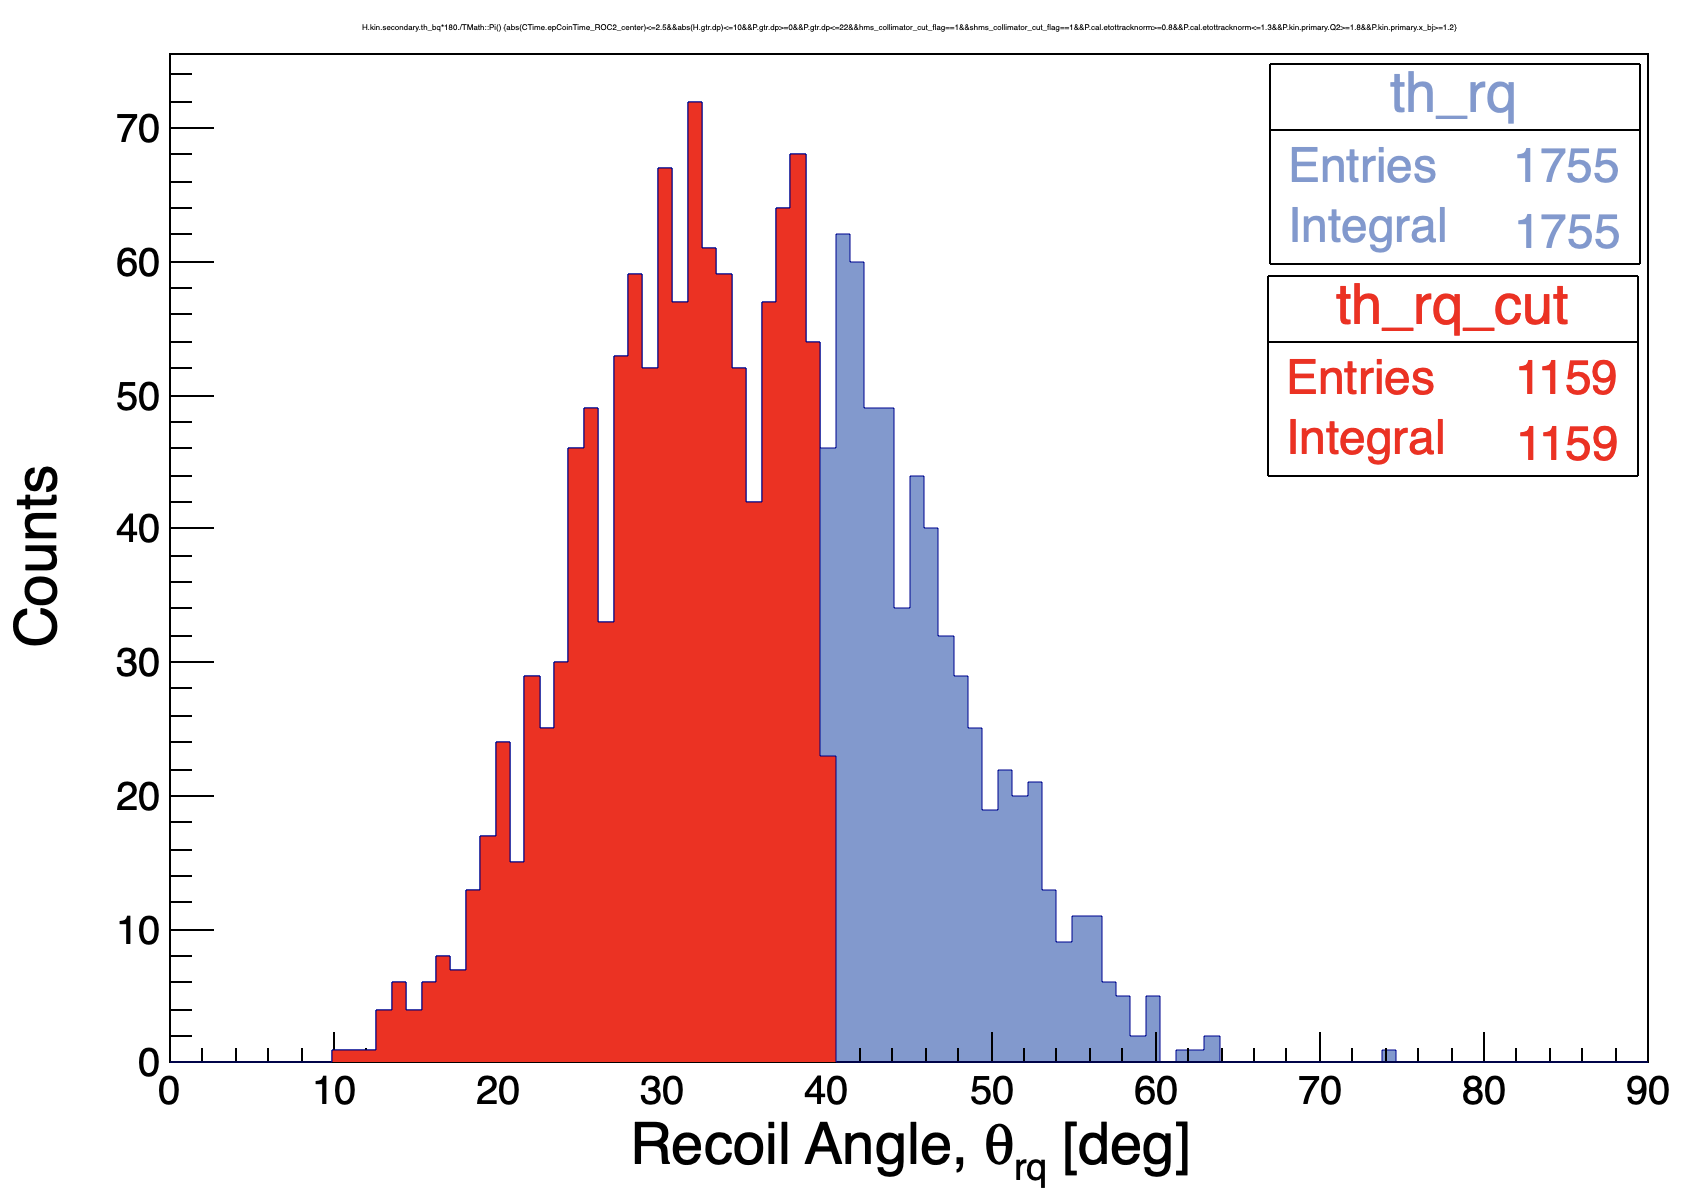 H.kin.secondary.th_bq*180./TMath::Pi() {abs(CTime.epCoinTime_ROC2_center)<=2.5&&abs(H.gtr.dp)<=10&&P.gtr.dp>=0&&P.gtr.dp<=22&&hms_collimator_cut_flag==1&&shms_collimator_cut_flag==1&&P.cal.etottracknorm>=0.8&&P.cal.etottracknorm<=1.3&&P.kin.primary.Q2>=1.8&&P.kin.primary.x_bj>=1.2}
th_rq
Entries 1755
Integral 1755
th_rq_cut
Entries 1159
Integral 1159
Counts
70
60
50
40
30
20
10
0
0 10 20 30 40 50 60 70 80 90
Recoil Angle, θrq [deg]